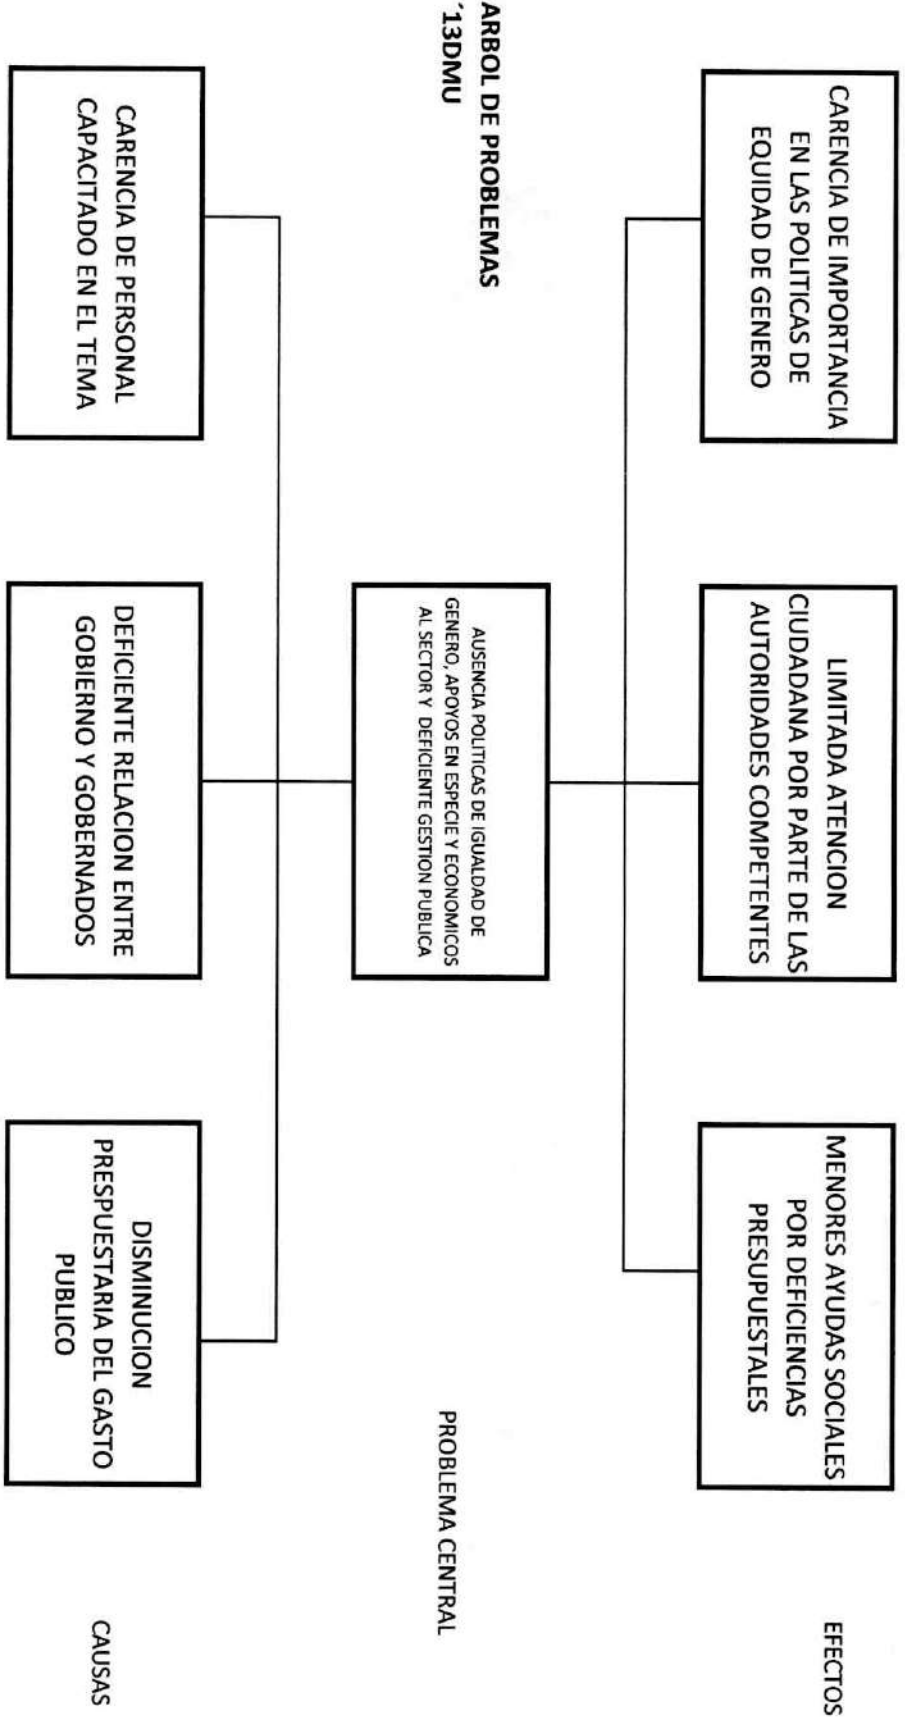 CARENCIA DE IMPORTANCIA
EN LAS POLITICAS DE
EQUIDAD DE GENERO
LIMITADA ATENCION
CIUDADANA POR PARTE DE LAS
AUTORIDADES COMPETENTES
MENORES AYUDAS SOCIALES
POR DEFICIENCIAS
PRESUPUESTALES
EFECTOS
ARBOL DE PROBLEMAS
´13DMU
AUSENCIA POLITICAS DE IGUALDAD DE
GENERO, APOYOS EN ESPECIE Y ECONOMICOS
AL SECTOR Y DEFICIENTE GESTION PUBLICA
PROBLEMA CENTRAL
CARENCIA DE PERSONAL
CAPACITADO EN EL TEMA
DEFICIENTE RELACION ENTRE
GOBIERNO Y GOBERNADOS
DISMINUCION
PRESPUESTARIA DEL GASTO
PUBLICO
CAUSAS